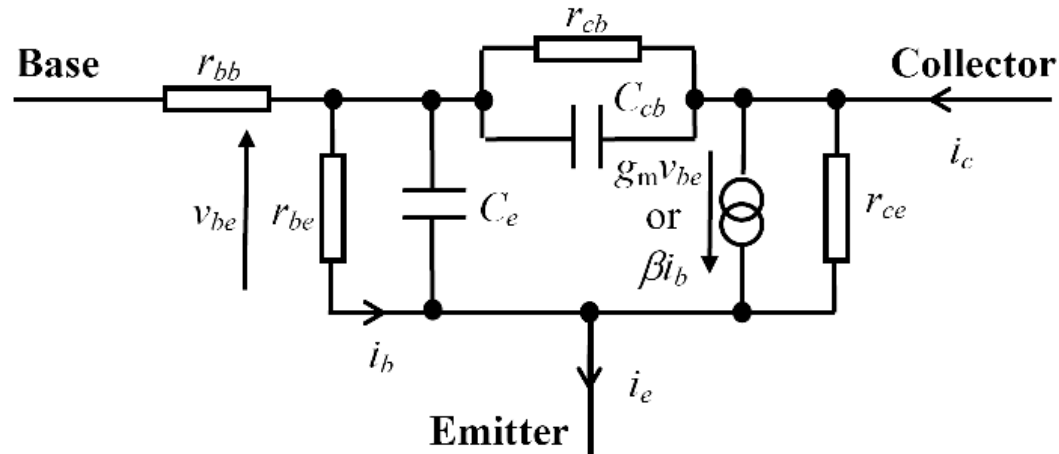 r_cb
Base
r_bb
Collector
C_cb
i_c
g_m v_be
or
βi_b
v_be
r_be
C_e
r_ce
i_b
i_e
Emitter